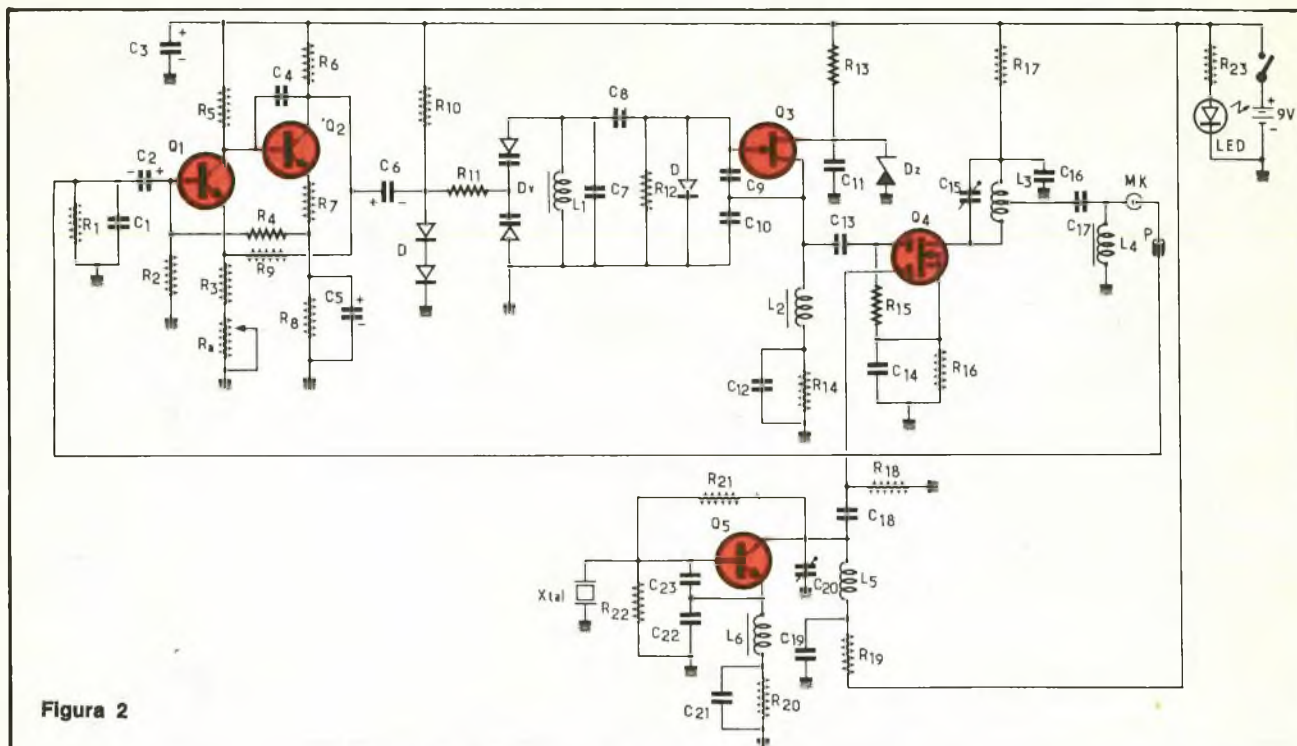 C3
+
-
R6
C4
R5
Q2
Q1
C2
-
+
R1
C1
R4
R7
R9
R2
R3
C5
+
-
R8
Ra
C6
+
-
R10
R11
D
Dv
L1
C7
C8
R12
D
Q3
C9
C10
R13
C11
Dz
L2
C12
R14
C13
Q4
R15
C14
R16
R17
C15
L3
C16
C17
MK
L4
P
R23
LED
+
9V
-
R18
R21
C18
Q5
Xtal
R22
C23
C22
C20
L5
L6
C19
R19
C21
R20
Figura 2